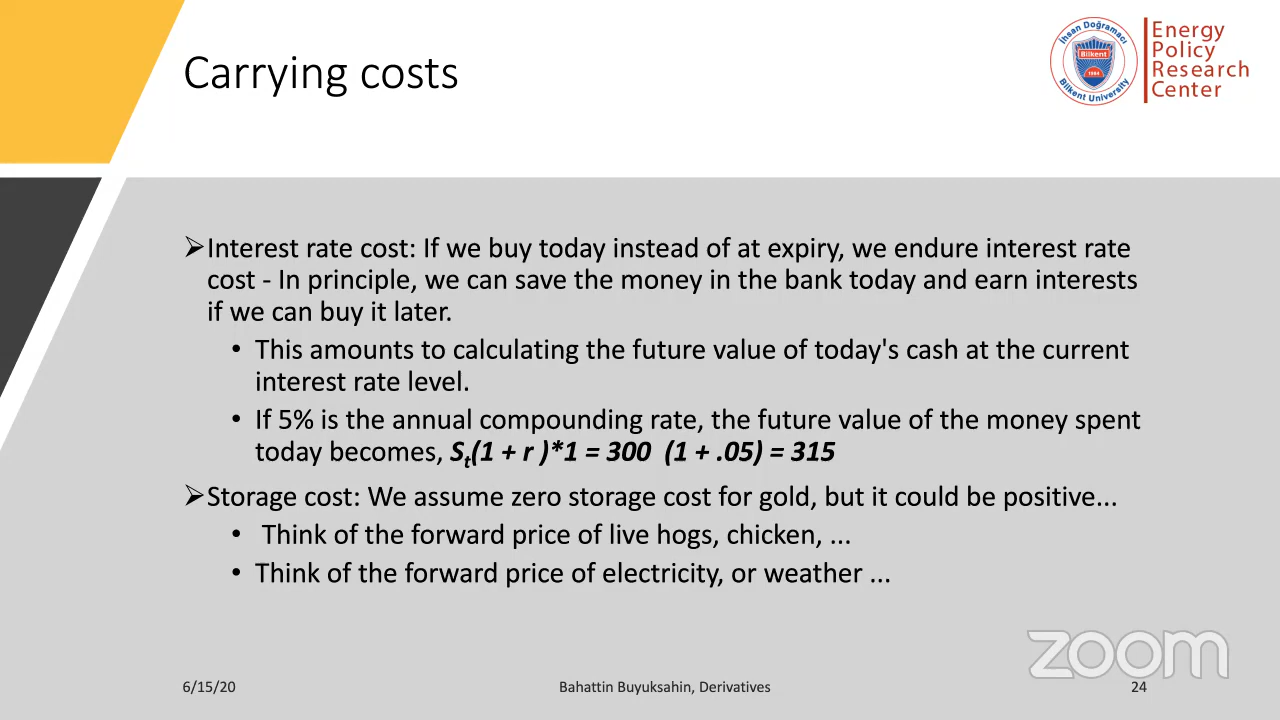 Carrying costs
İhsan Doğramacı
Bilkent
1984
Bilkent University
Energy
Policy
Research
Center
➢Interest rate cost: If we buy today instead of at expiry, we endure interest rate
cost - In principle, we can save the money in the bank today and earn interests
if we can buy it later.
• This amounts to calculating the future value of today's cash at the current
interest rate level.
• If 5% is the annual compounding rate, the future value of the money spent
today becomes, St(1 + r )*1 = 300 (1 + .05) = 315
➢Storage cost: We assume zero storage cost for gold, but it could be positive...
• Think of the forward price of live hogs, chicken, ...
• Think of the forward price of electricity, or weather ...
zoom
6/15/20
Bahattin Buyuksahin, Derivatives
24